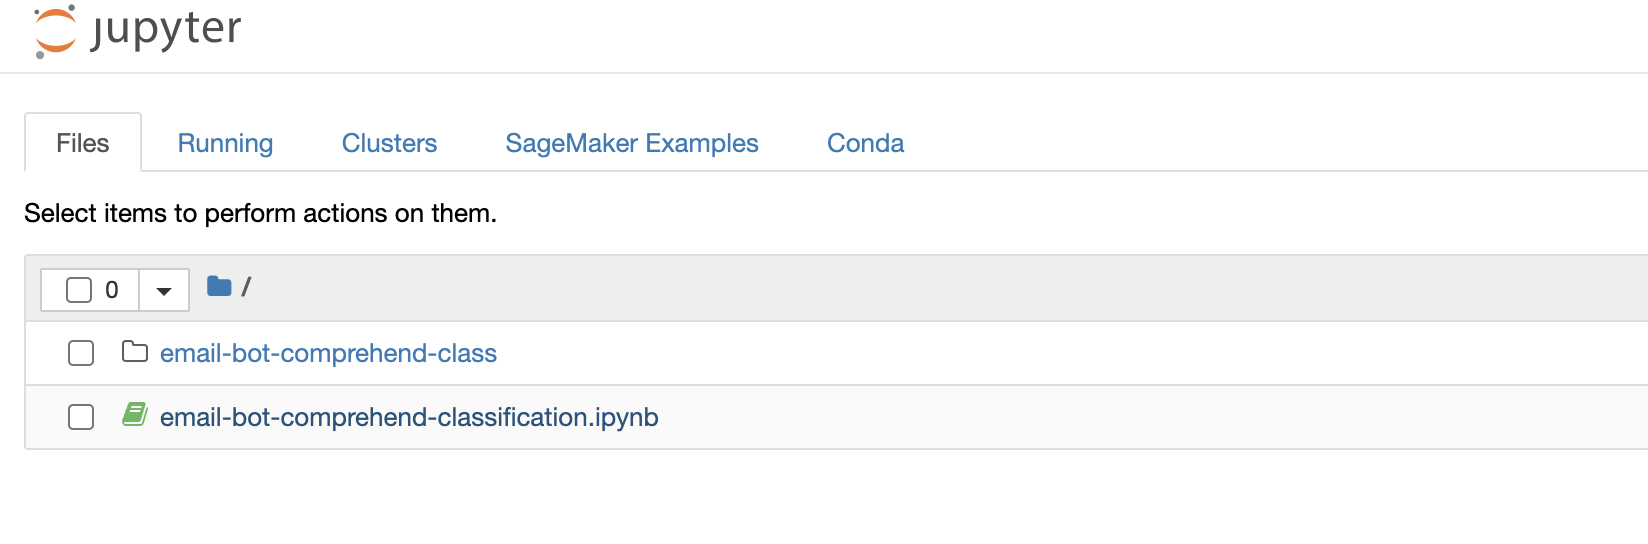 jupyter
Files Running Clusters SageMaker Examples Conda
Select items to perform actions on them.
0 /
email-bot-comprehend-class
email-bot-comprehend-classification.ipynb